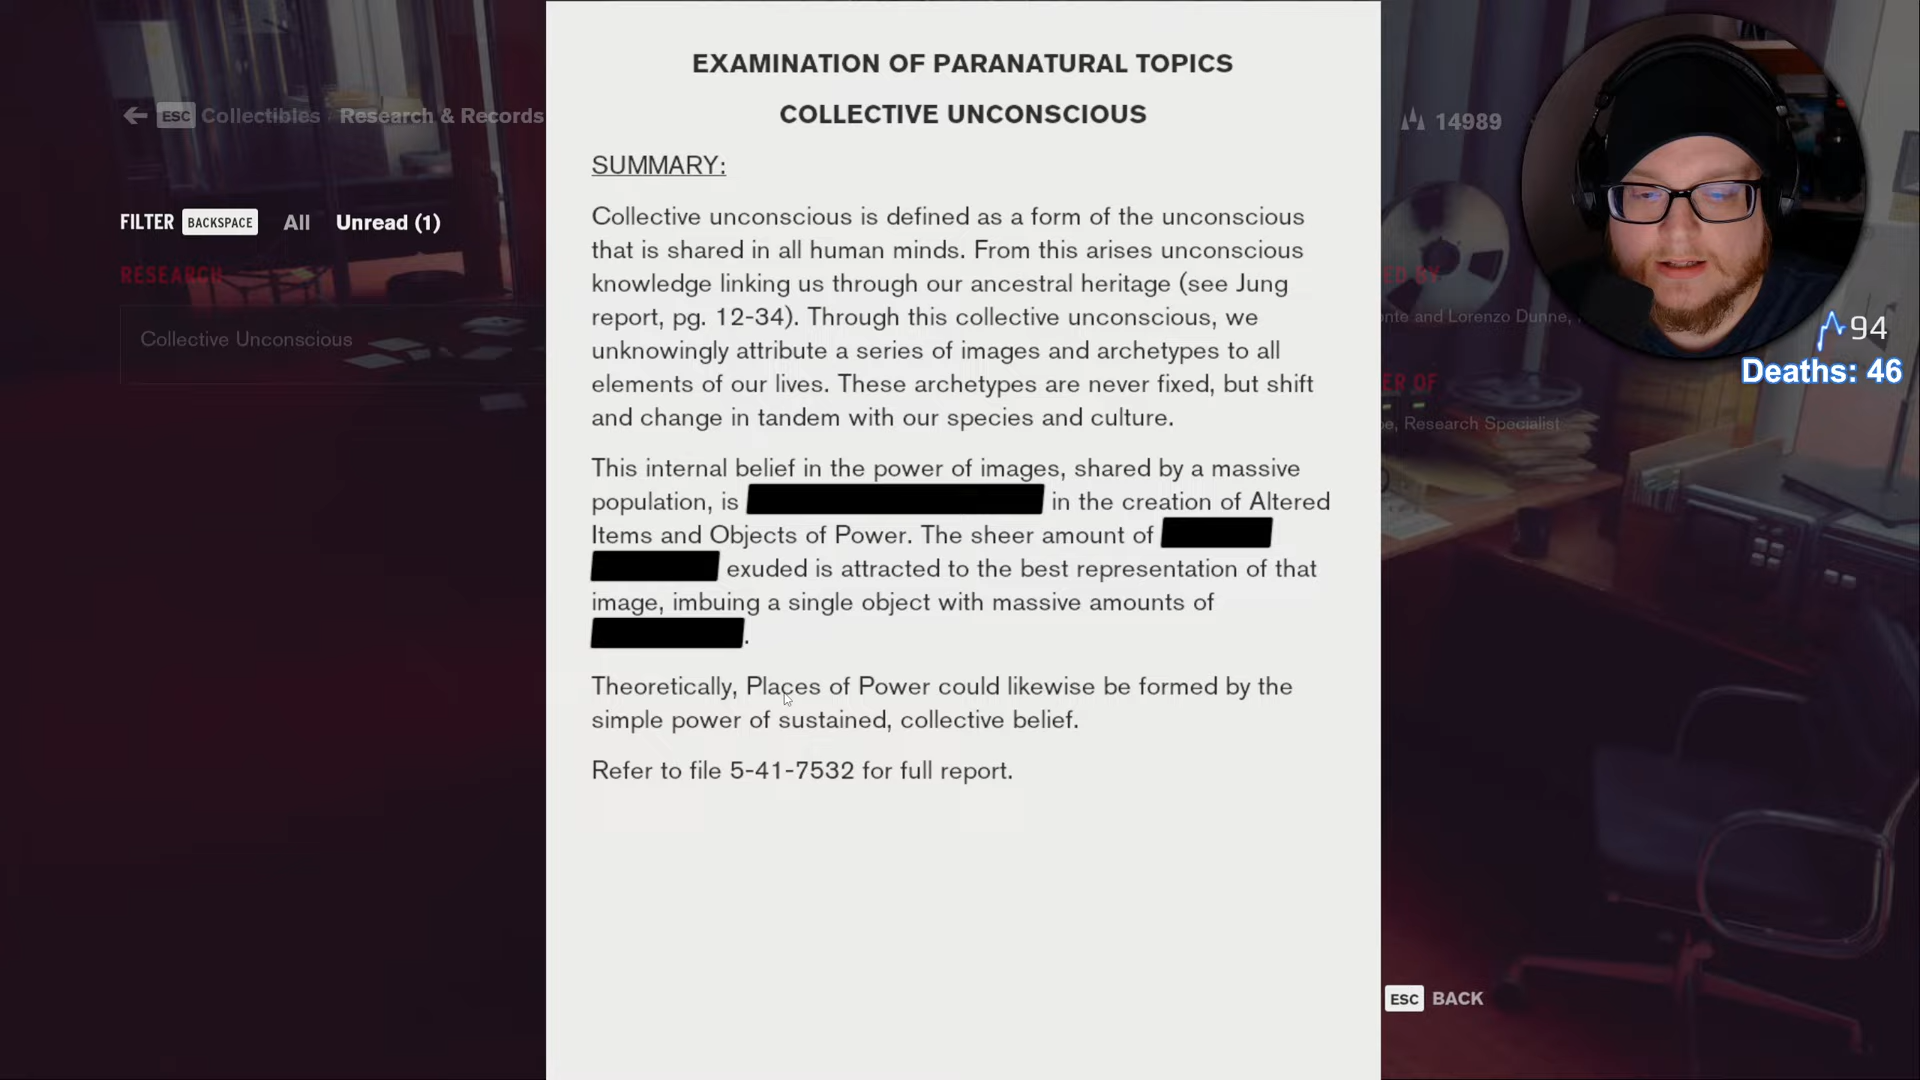 EXAMINATION OF PARANATURAL TOPICS
COLLECTIVE UNCONSCIOUS
ESC Collectibles Research & Records
14989
SUMMARY:
FILTER BACKSPACE All Unread (1)
RESEARCH
Collective Unconscious
Collective unconscious is defined as a form of the unconscious
that is shared in all human minds. From this arises unconscious
knowledge linking us through our ancestral heritage (see Jung
report, pg. 12-34). Through this collective unconscious, we
unknowingly attribute a series of images and archetypes to all
elements of our lives. These archetypes are never fixed, but shift
and change in tandem with our species and culture.
This internal belief in the power of images, shared by a massive
population, is in the creation of Altered
Items and Objects of Power. The sheer amount of
exuded is attracted to the best representation of that
image, imbuing a single object with massive amounts of
.
Theoretically, Places of Power could likewise be formed by the
simple power of sustained, collective belief.
Refer to file 5-41-7532 for full report.
BY
and Lorenzo Dunne,
94
Deaths: 46
OF
, Research Specialist
ESC BACK